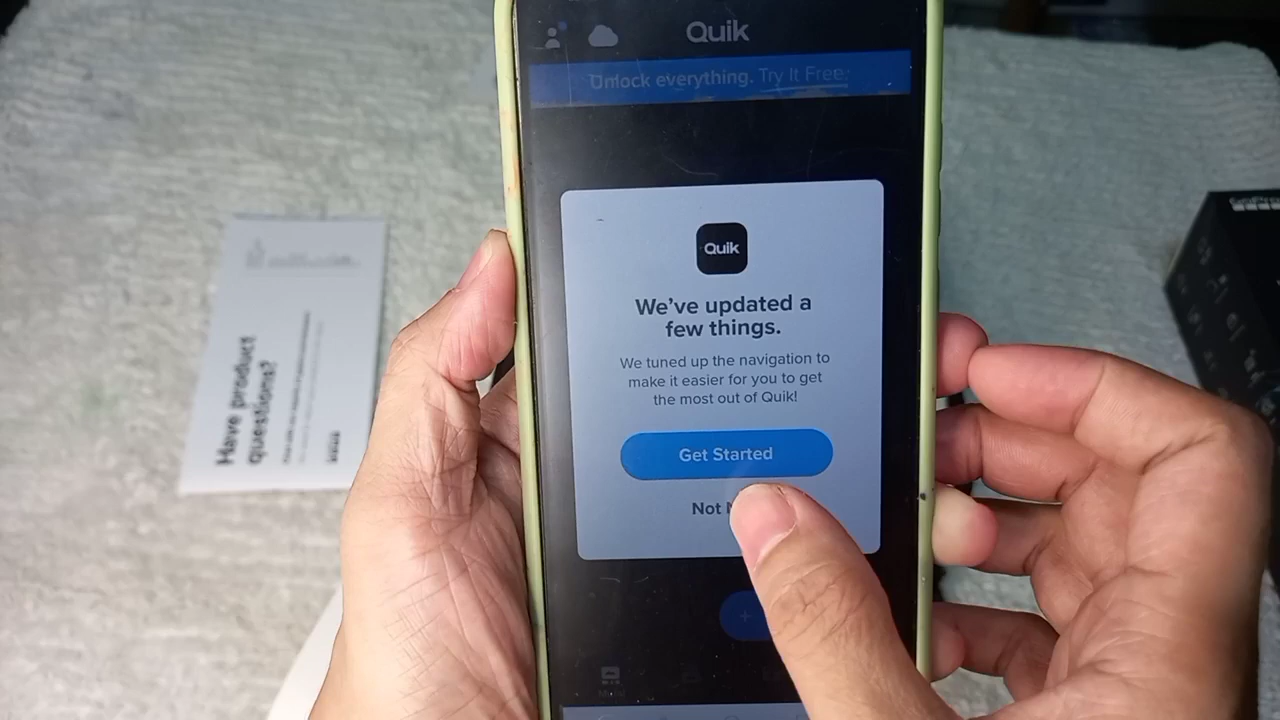 Quik
Unlock everything. Try It Free.
Quik
We've updated a
few things.
We tuned up the navigation to
make it easier for you to get
the most out of Quik!
Get Started
Not
Have product
questions?